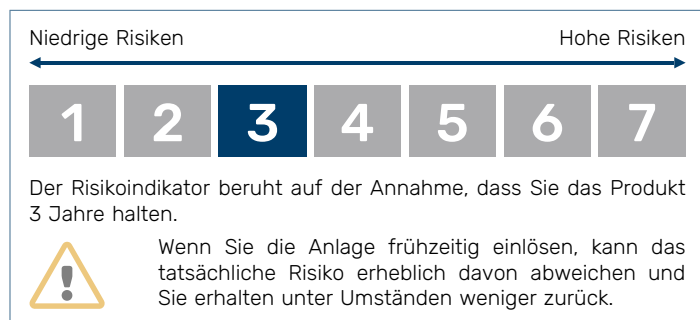 Niedrige Risiken Hohe Risiken
1 2 3 4 5 6 7
Der Risikoindikator beruht auf der Annahme, dass Sie das Produkt
3 Jahre halten.
Wenn Sie die Anlage frühzeitig einlösen, kann das
tatsächliche Risiko erheblich davon abweichen und
Sie erhalten unter Umständen weniger zurück.